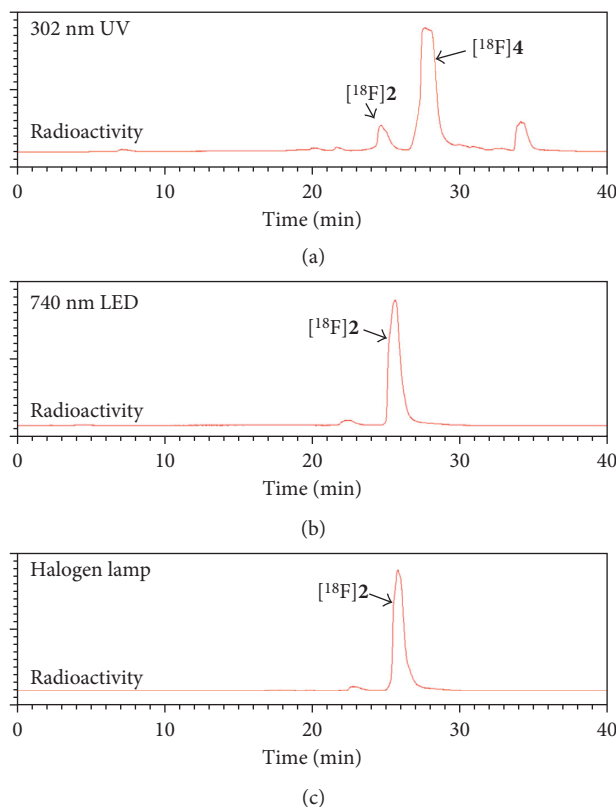 302 nm UV
[¹⁸F]4
[¹⁸F]2
Radioactivity
0 10 20 30 40
Time (min)
(a)
740 nm LED
[¹⁸F]2
Radioactivity
0 10 20 30 40
Time (min)
(b)
Halogen lamp
[¹⁸F]2
Radioactivity
0 10 20 30 40
Time (min)
(c)